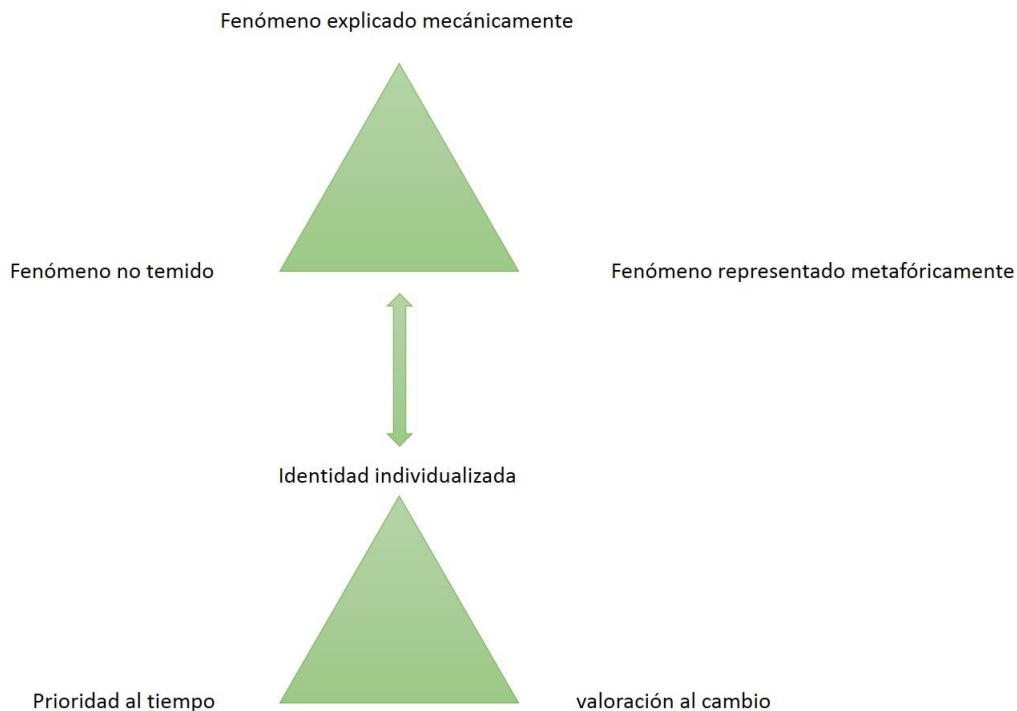 Fenómeno explicado mecánicamente
Fenómeno no temido
Fenómeno representado metafóricamente
Identidad individualizada
Prioridad al tiempo
valoración al cambio